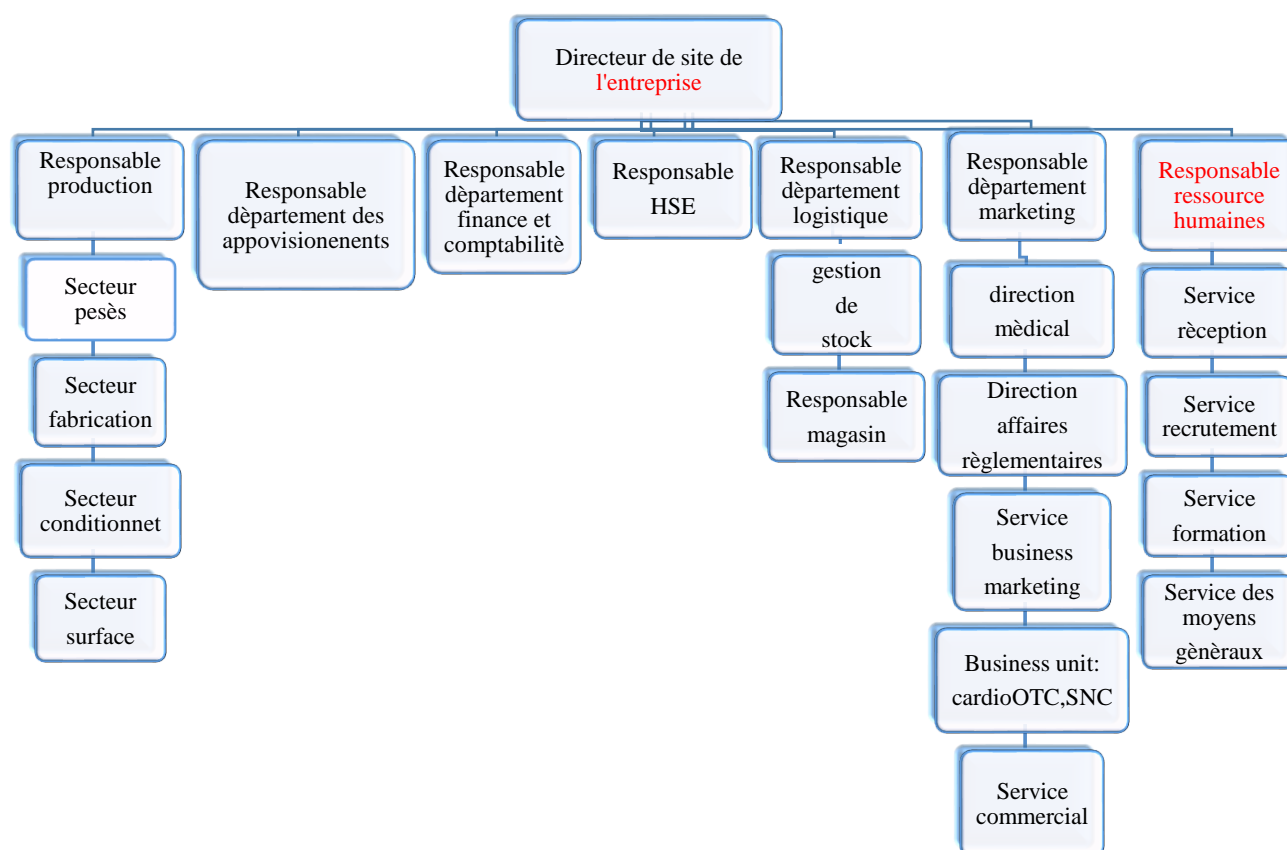 Directeur de site de
l'entreprise
Responsable
production
Responsable
dèpartement des
appovisionenents
Responsable
dèpartement
finance et
comptabilitè
Responsable
HSE
Responsable
dèpartement
logistique
Responsable
dèpartement
marketing
Responsable
ressource
humaines
Secteur
pesès
Secteur
fabrication
Secteur
conditionnet
Secteur
surface
gestion
de
stock
Responsable
magasin
direction
mèdical
Direction
affaires
règlementaires
Service
business
marketing
Business unit:
cardioOTC,SNC
Service
commercial
Service
rèception
Service
recrutement
Service
formation
Service des
moyens
gènèraux